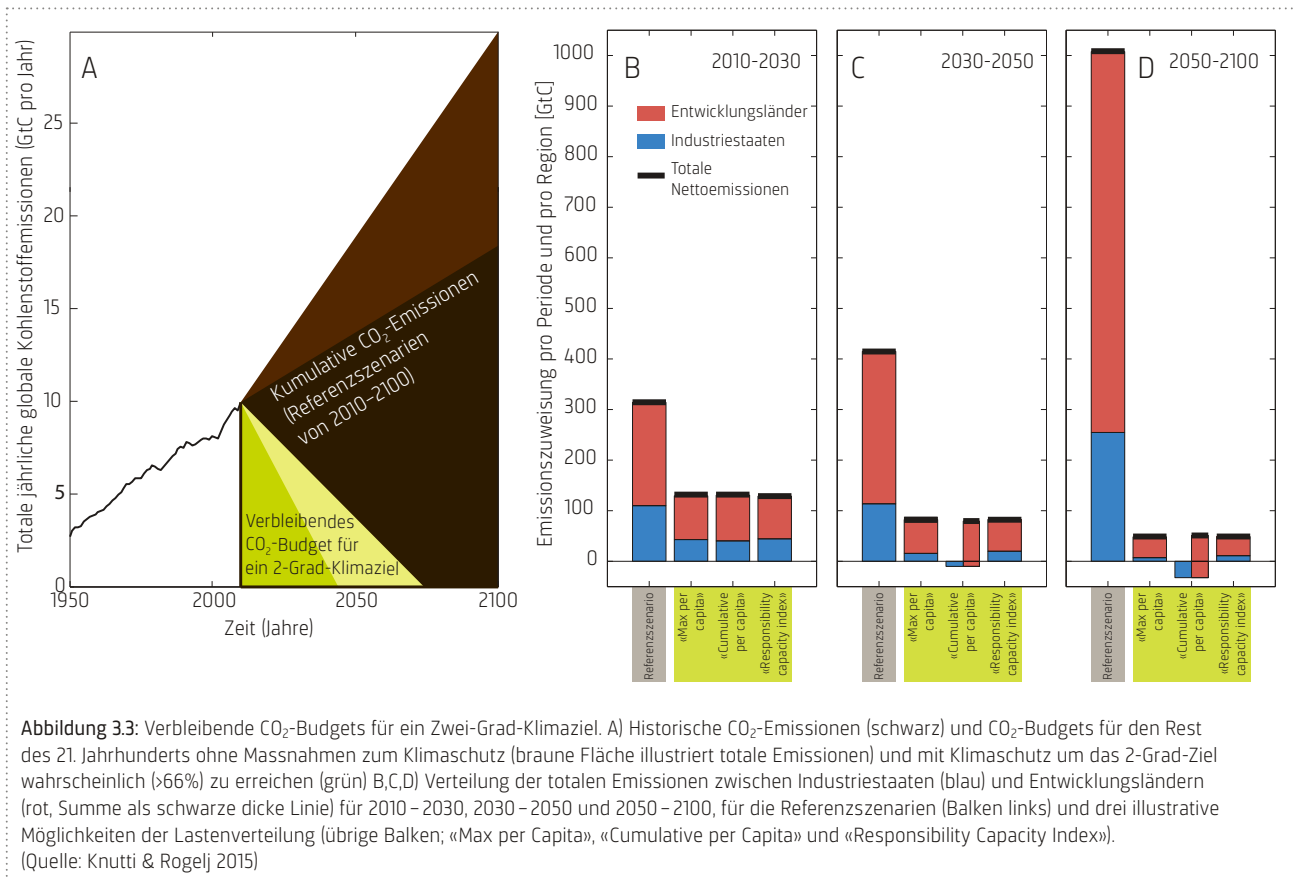 A
Totale jährliche globale Kohlenstoffemissionen (GtC pro Jahr)
25
20
15
10
5
0
1950
2000
2050
2100
Zeit (Jahre)
Kumulative CO₂-Emissionen
(Referenzszenarien
von 2010–2100)
Verbleibendes
CO₂-Budget für
ein 2-Grad-Klimaziel
Emissionszuweisung pro Periode und pro Region [GtC]
1000
900
800
700
600
500
400
300
200
100
0
B
2010-2030
Entwicklungsländer
Industriestaaten
Totale
Nettoemissionen
Referenzszenario
«Max per
capita»
«Cumulative
per capita»
«Responsibility
capacity index»
C
2030-2050
Referenzszenario
«Max per
capita»
«Cumulative
per capita»
«Responsibility
capacity index»
D
2050-2100
Referenzszenario
«Max per
capita»
«Cumulative
per capita»
«Responsibility
capacity index»
Abbildung 3.3: Verbleibende CO₂-Budgets für ein Zwei-Grad-Klimaziel. A) Historische CO₂-Emissionen (schwarz) und CO₂-Budgets für den Rest
des 21. Jahrhunderts ohne Massnahmen zum Klimaschutz (braune Fläche illustriert totale Emissionen) und mit Klimaschutz um das 2-Grad-Ziel
wahrscheinlich (>66%) zu erreichen (grün) B,C,D) Verteilung der totalen Emissionen zwischen Industriestaaten (blau) und Entwicklungsländern
(rot, Summe als schwarze dicke Linie) für 2010–2030, 2030–2050 und 2050–2100, für die Referenzszenarien (Balken links) und drei illustrative
Möglichkeiten der Lastenverteilung (übrige Balken; «Max per Capita», «Cumulative per Capita» und «Responsibility Capacity Index»).
(Quelle: Knutti & Rogelj 2015)